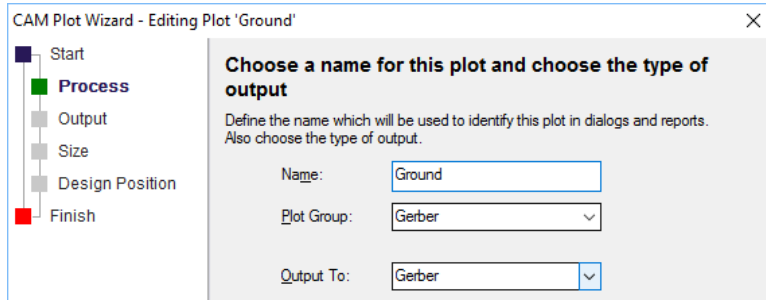 CAM Plot Wizard - Editing Plot 'Ground'
Start
Process
Output
Size
Design Position
Finish
Choose a name for this plot and choose the type of
output
Define the name which will be used to identify this plot in dialogs and reports.
Also choose the type of output.
Name: Ground
Plot Group: Gerber
Output To: Gerber